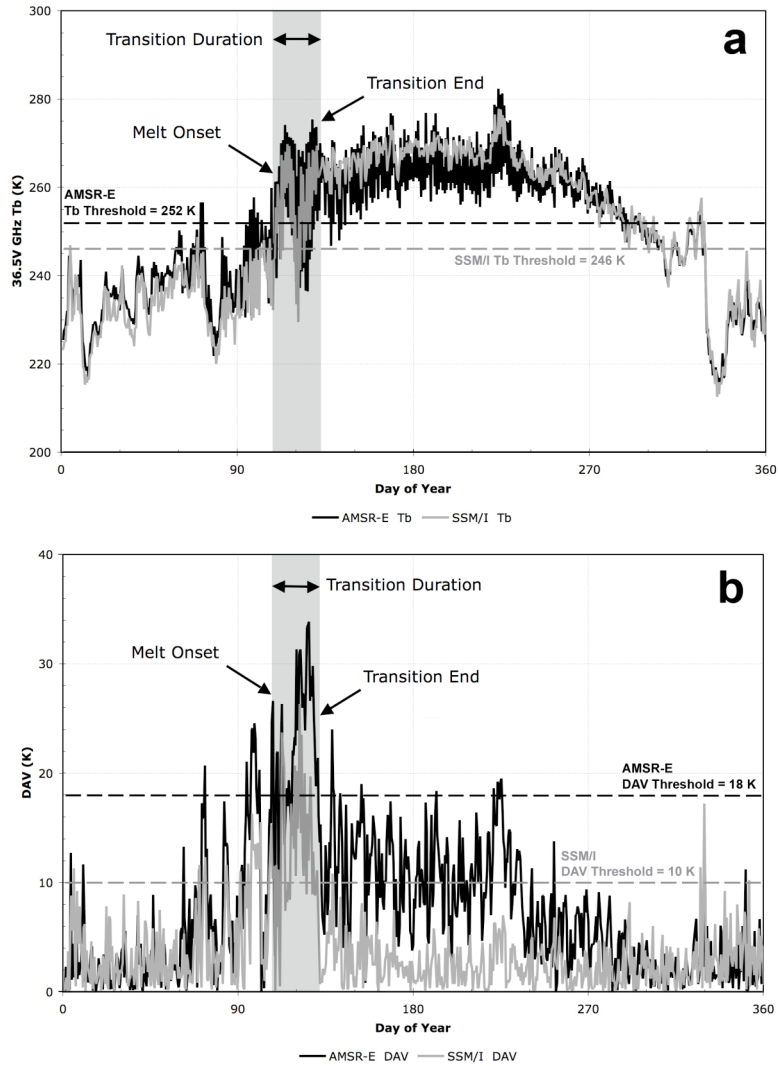 a
Transition Duration
Transition End
Melt Onset
AMSR-E
Tb Threshold = 252 K
SSM/I Tb Threshold = 246 K
36.5V GHz Tb (K)
300
280
260
240
220
200
0
90
180
270
360
Day of Year
AMSR-E Tb
SSM/I Tb
b
Transition Duration
Melt Onset
Transition End
AMSR-E
DAV Threshold = 18 K
SSM/I
DAV Threshold = 10 K
DAV (K)
40
30
20
10
0
0
90
180
270
360
Day of Year
AMSR-E DAV
SSM/I DAV